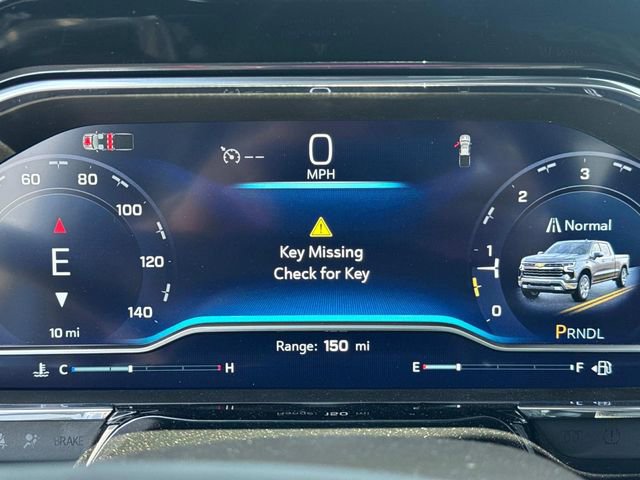 0
MPH
60 80 100 120 140
E
10 mi
Key Missing
Check for Key
0 1 2 3
Normal
PRNDL
Range: 150 mi
C H
E F
BRAKE